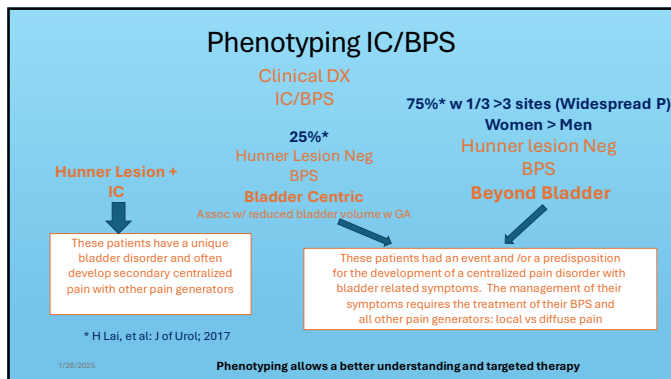 Phenotyping IC/BPS
Clinical DX
IC/BPS
75%* w 1/3 >3 sites (Widespread P)
Women > Men
Hunner lesion Neg
BPS
Beyond Bladder
25%*
Hunner Lesion Neg
BPS
Bladder Centric
Assoc w/ reduced bladder volume w GA
Hunner Lesion +
IC
These patients have a unique
bladder disorder and often
develop secondary centralized
pain with other pain generators
These patients had an event and /or a predisposition
for the development of a centralized pain disorder with
bladder related symptoms. The management of their
symptoms requires the treatment of their BPS and
all other pain generators: local vs diffuse pain
* H Lai, et al: J of Urol; 2017
1/28/2025
Phenotyping allows a better understanding and targeted therapy